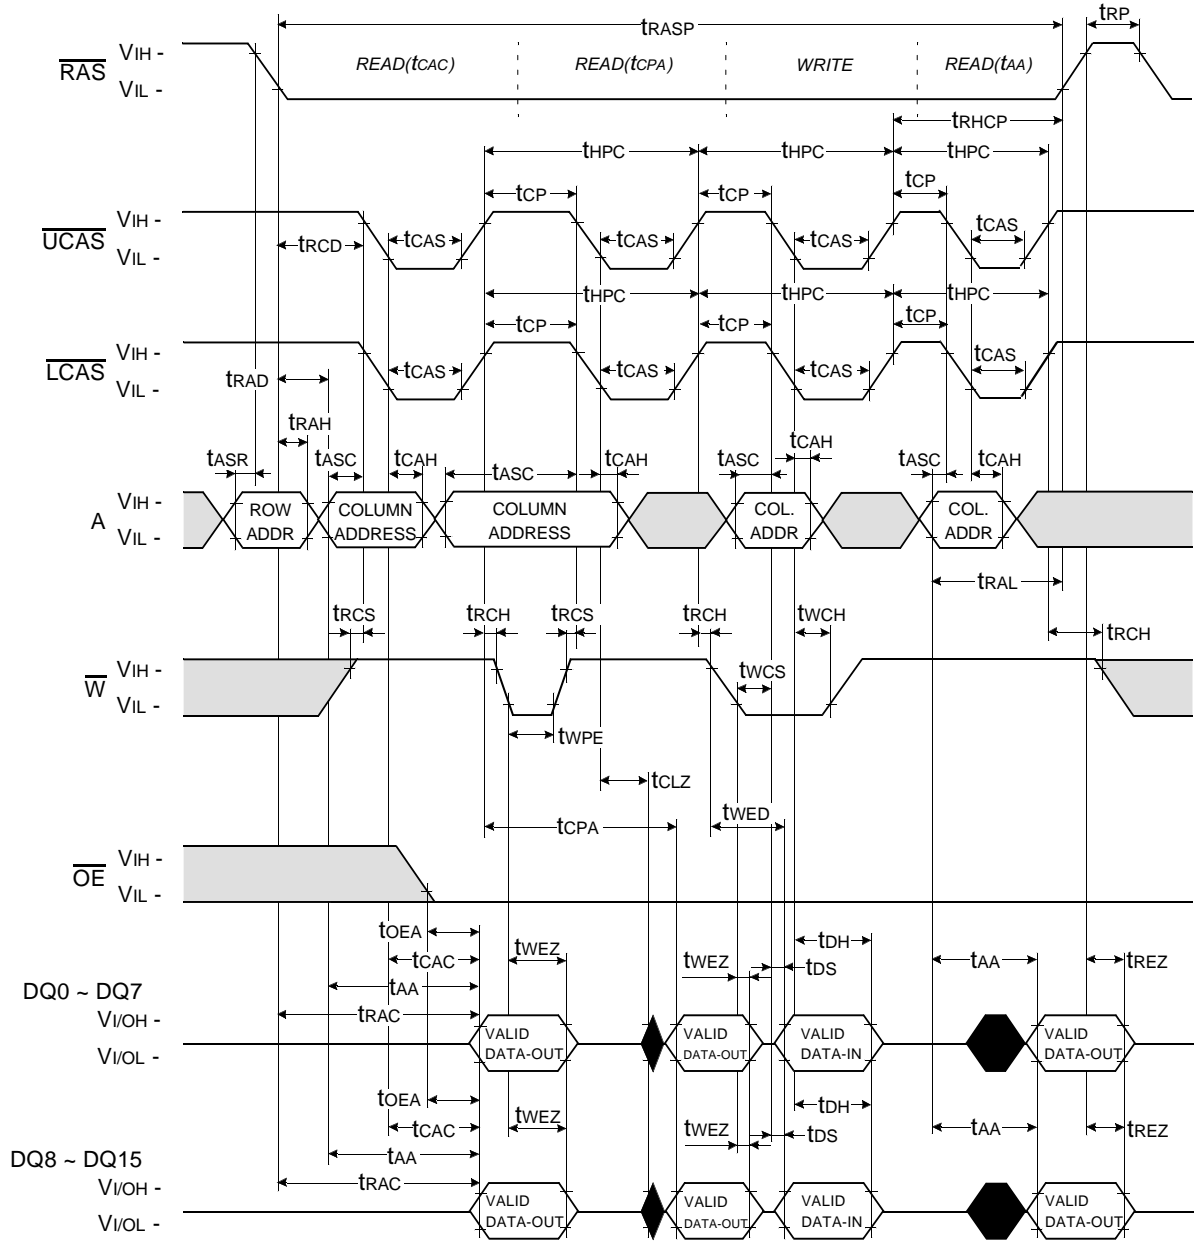 tRP
tRASP
VIH -
RAS
VIL -
READ(tCAC) READ(tCPA) WRITE READ(tAA)
tRHCP
tHPC tHPC tHPC
tCP tCP tCP
VIH -
UCAS
VIL -
tRCD tCAS tCAS tCAS tCAS
tHPC tHPC tHPC
tCP tCP tCP
VIH -
LCAS
VIL -
tRAD tCAS tCAS tCAS tCAS
tRAH
tASR tASC tCAH tASC tCAH tASC tCAH tASC tCAH
A
VIH -
VIL -
ROW
ADDR
COLUMN
ADDRESS
COLUMN
ADDRESS
COL.
ADDR
COL.
ADDR
tRAL
tRCS tRCH tRCS tRCH tWCH tRCH
VIH -
W
VIL -
tWCS
tWPE
tCLZ
tCPA tWED
VIH -
OE
VIL -
tOEA tWEZ tDH
tCAC tWEZ tDS tAA tREZ
tAA
DQ0 ~ DQ7
tRAC
VI/OH -
VI/OL -
VALID
DATA-OUT
VALID
DATA-OUT
VALID
DATA-IN
VALID
DATA-OUT
tOEA tWEZ tDH
tCAC tWEZ tDS tAA tREZ
tAA
DQ8 ~ DQ15
tRAC
VI/OH -
VI/OL -
VALID
DATA-OUT
VALID
DATA-OUT
VALID
DATA-IN
VALID
DATA-OUT